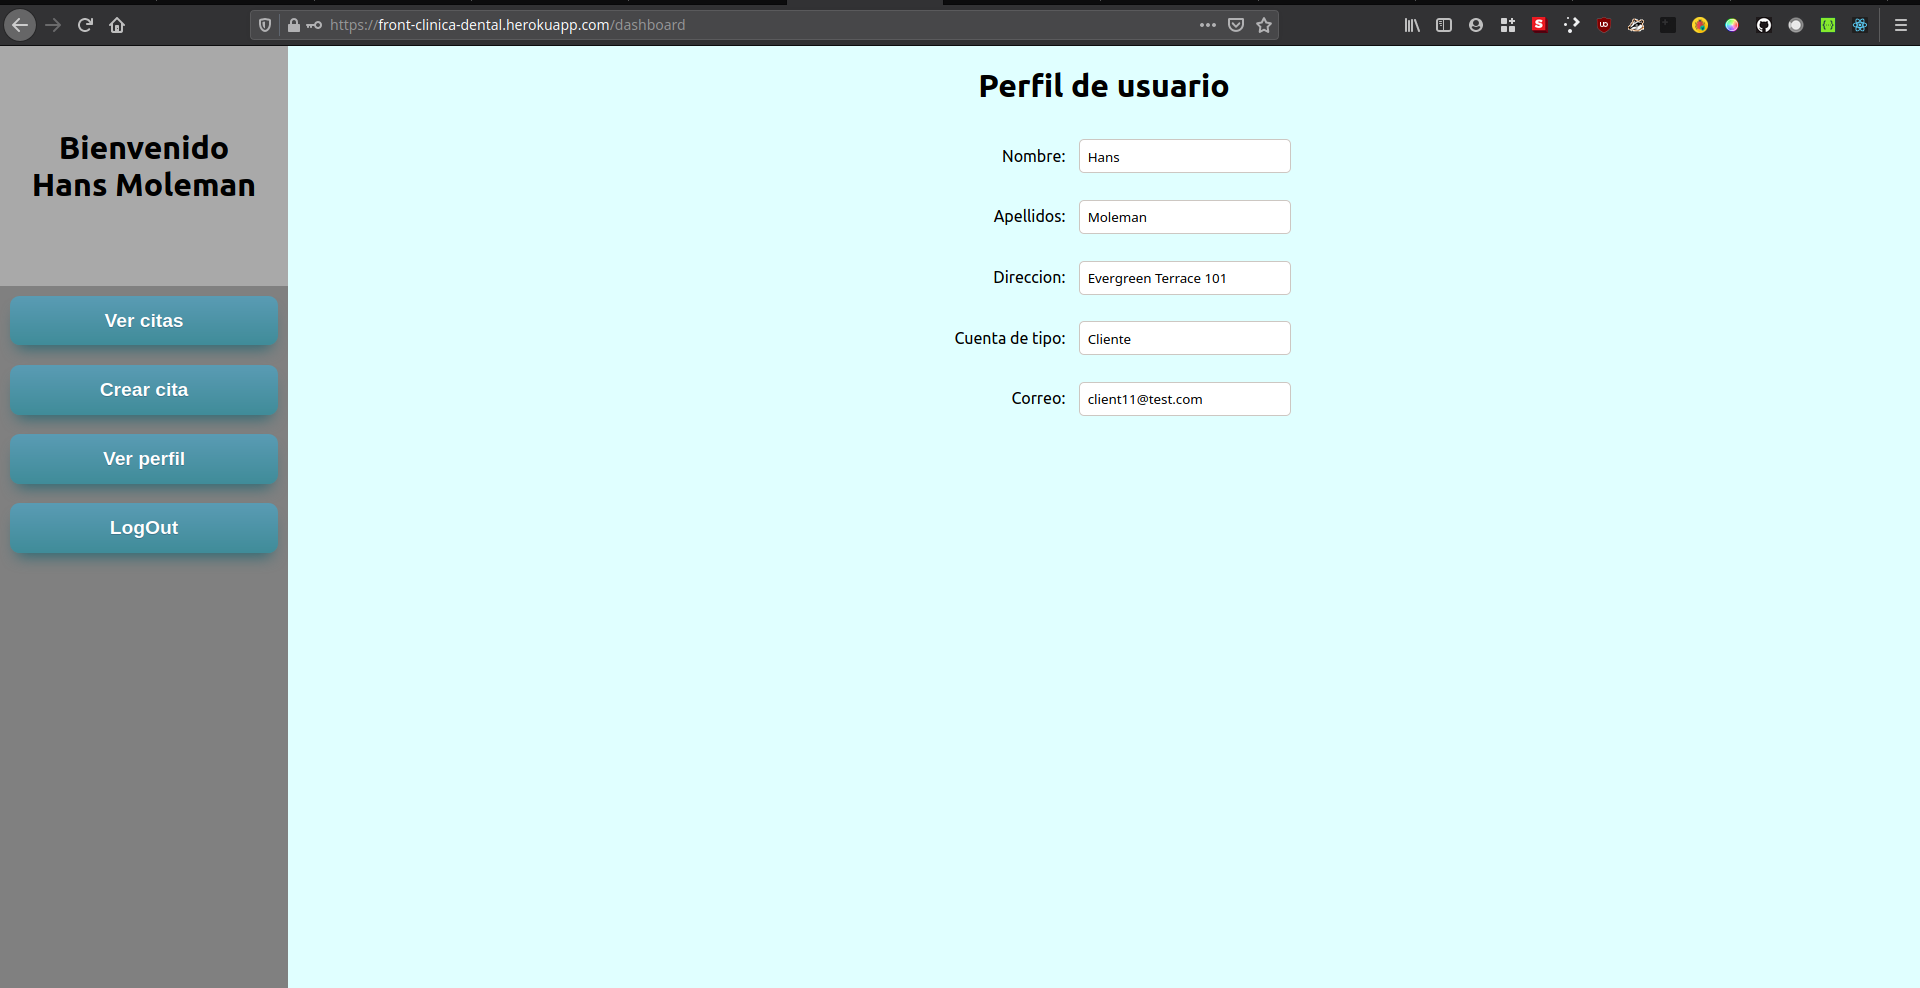 https://front-clinica-dental.herokuapp.com/dashboard
Bienvenido
Hans Moleman
Ver citas
Crear cita
Ver perfil
LogOut
Perfil de usuario
Nombre: Hans
Apellidos: Moleman
Direccion: Evergreen Terrace 101
Cuenta de tipo: Cliente
Correo: client11@test.com